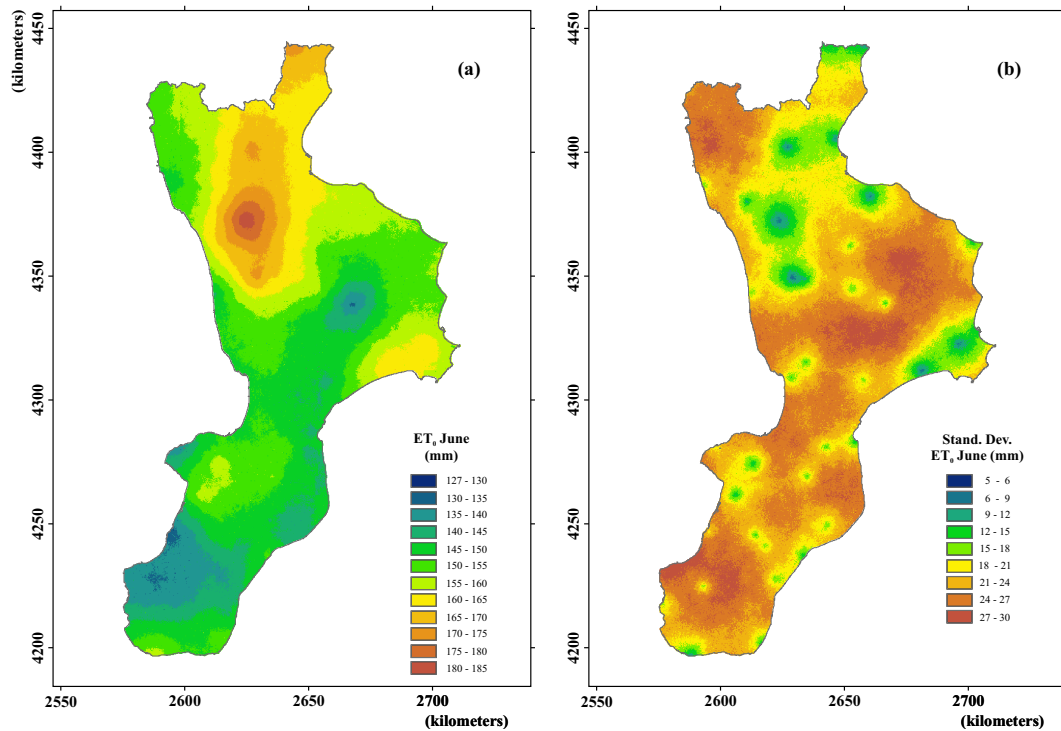 (kilometers)
4450
4400
4350
4300
4250
4200
2550
2600
2650
2700
(kilometers)
(a)
ET₀ June
(mm)
127 - 130
130 - 135
135 - 140
140 - 145
145 - 150
150 - 155
155 - 160
160 - 165
165 - 170
170 - 175
175 - 180
180 - 185
4450
4400
4350
4300
4250
4200
2550
2600
2650
2700
(kilometers)
(b)
Stand. Dev.
ET₀ June (mm)
5 - 6
6 - 9
9 - 12
12 - 15
15 - 18
18 - 21
21 - 24
24 - 27
27 - 30